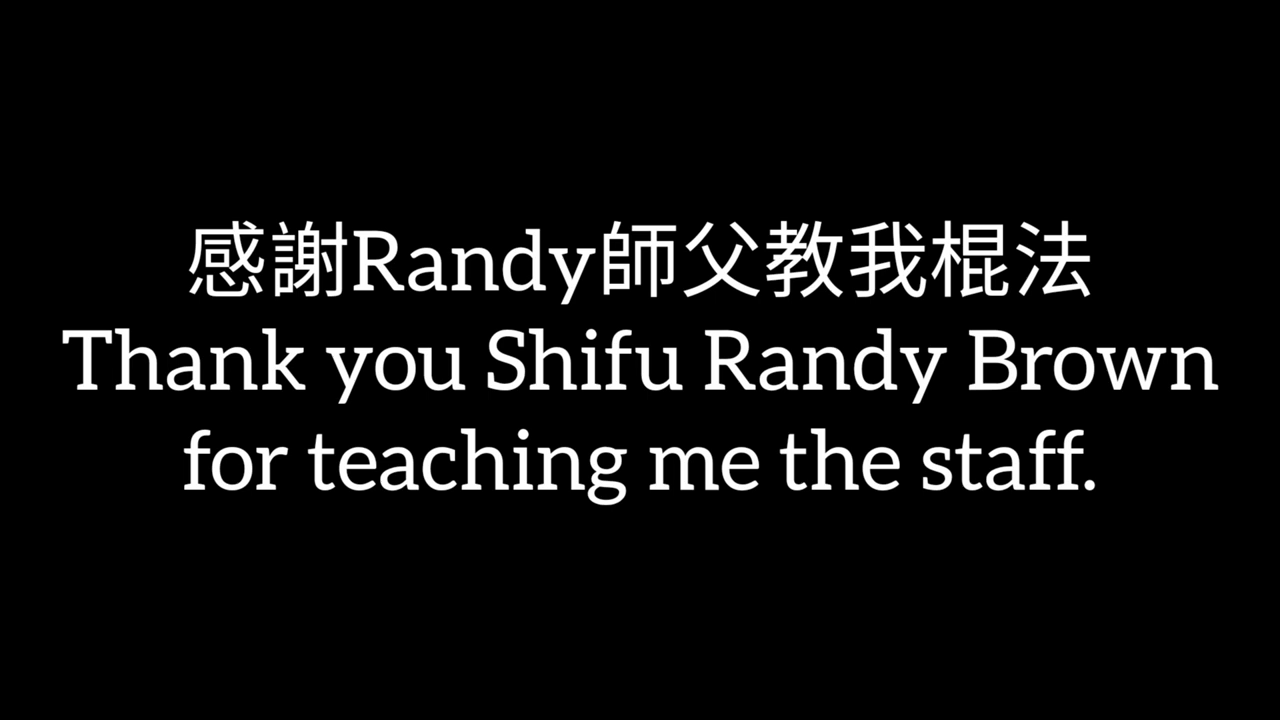 感謝Randy師父教我棍法
Thank you Shifu Randy Brown
for teaching me the staff.